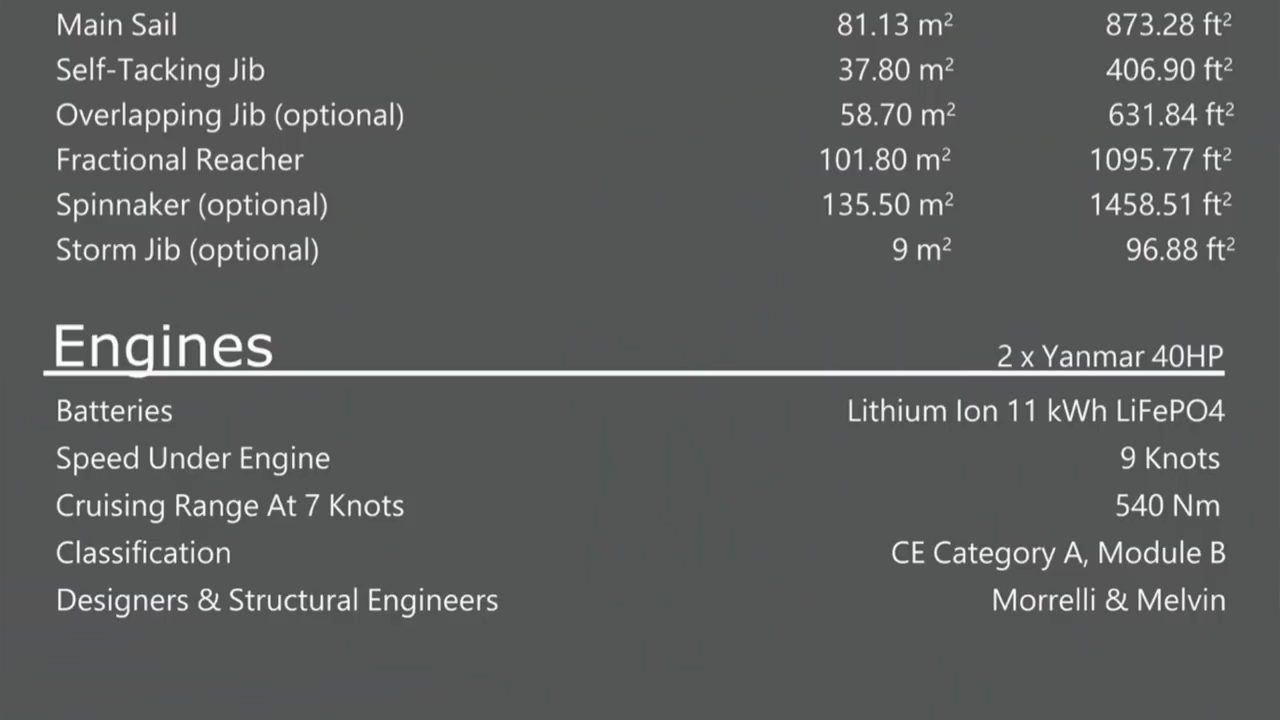 Main Sail 81.13 m² 873.28 ft²
Self-Tacking Jib 37.80 m² 406.90 ft²
Overlapping Jib (optional) 58.70 m² 631.84 ft²
Fractional Reacher 101.80 m² 1095.77 ft²
Spinnaker (optional) 135.50 m² 1458.51 ft²
Storm Jib (optional) 9 m² 96.88 ft²
Engines 2 x Yanmar 40HP
Batteries Lithium Ion 11 kWh LiFePO4
Speed Under Engine 9 Knots
Cruising Range At 7 Knots 540 Nm
Classification CE Category A, Module B
Designers & Structural Engineers Morrelli & Melvin